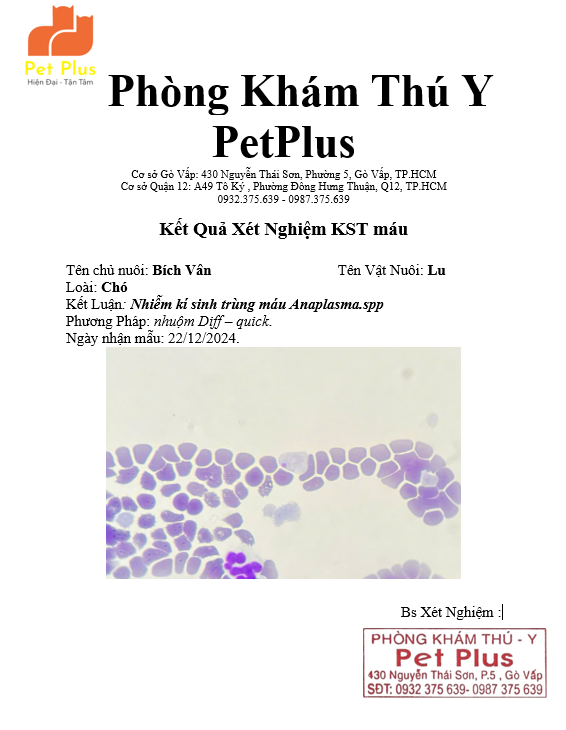 Pet Plus
Hiện Đại - Tận Tâm
Phòng Khám Thú Y
PetPlus
Cơ sở Gò Vấp: 430 Nguyễn Thái Sơn, Phường 5, Gò Vấp, TP.HCM
Cơ sở Quận 12: A49 Tô Ký , Phường Đông Hưng Thuận, Q12, TP.HCM
0932.375.639 - 0987.375.639
Kết Quả Xét Nghiệm KST máu
Tên chủ nuôi: Bích Vân Tên Vật Nuôi: Lu
Loài: Chó
Kết Luận: Nhiễm kí sinh trùng máu Anaplasma.spp
Phương Pháp: nhuộm Diff – quick.
Ngày nhận mẫu: 22/12/2024.
Bs Xét Nghiệm :
PHÒNG KHÁM THÚ - Y
Pet Plus
430 Nguyễn Thái Sơn, P.5 , Gò Vấp
SĐT: 0932 375 639- 0987 375 639